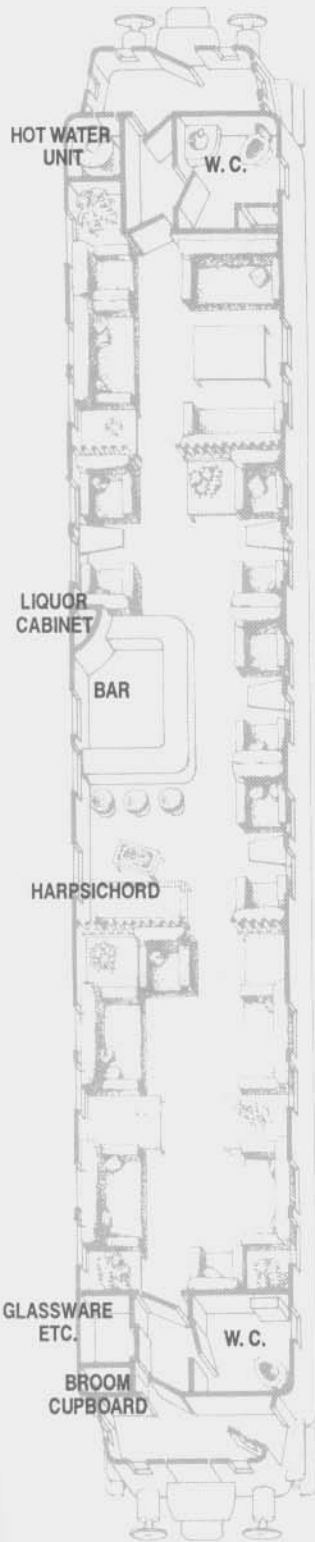 HOT WATER
UNIT
W. C.
LIQUOR
CABINET
BAR
HARPSICHORD
GLASSWARE
ETC.
W. C.
BROOM
CUPBOARD